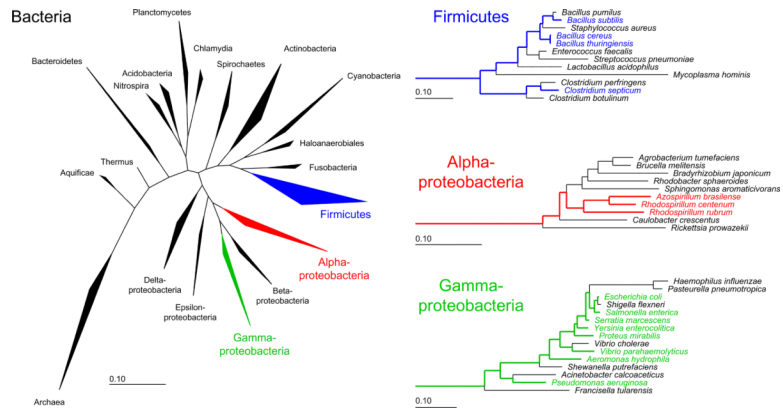 Bacteria
Planctomycetes
Chlamydia
Bacteroidetes
Acidobacteria
Nitrospira
Spirochaetes
Actinobacteria
Cyanobacteria
Haloanaerobiales
Fusobacteria
Thermus
Aquificae
Firmicutes
Alpha-
proteobacteria
Delta-
proteobacteria
Beta-
proteobacteria
Epsilon-
proteobacteria
Gamma-
proteobacteria
0.10
Archaea
Firmicutes
Bacillus pumilus
Bacillus subtilis
Staphylococcus aureus
Bacillus cereus
Bacillus thuringiensis
Enterococcus faecalis
Streptococcus pneumoniae
Lactobacillus acidophilus
Mycoplasma hominis
Clostridium perfringens
Clostridium septicum
Clostridium botulinum
0.10
Alpha-
proteobacteria
Agrobacterium tumefaciens
Brucella melitensis
Bradyrhizobium japonicum
Rhodobacter sphaeroides
Sphingomonas aromaticivorans
Azospirillum brasilense
Rhodospirillum centenum
Rhodospirillum rubrum
Caulobacter crescentus
Rickettsia prowazekii
0.10
Gamma-
proteobacteria
Haemophilus influenzae
Pasteurella pneumotropica
Escherichia coli
Shigella flexneri
Salmonella enterica
Serratia marcescens
Yersinia enterocolitica
Proteus mirabilis
Vibrio cholerae
Vibrio parahaemolyticus
Aeromonas hydrophila
Shewanella putrefaciens
Acinetobacter calcoaceticus
Pseudomonas aeruginosa
Francisella tularensis
0.10